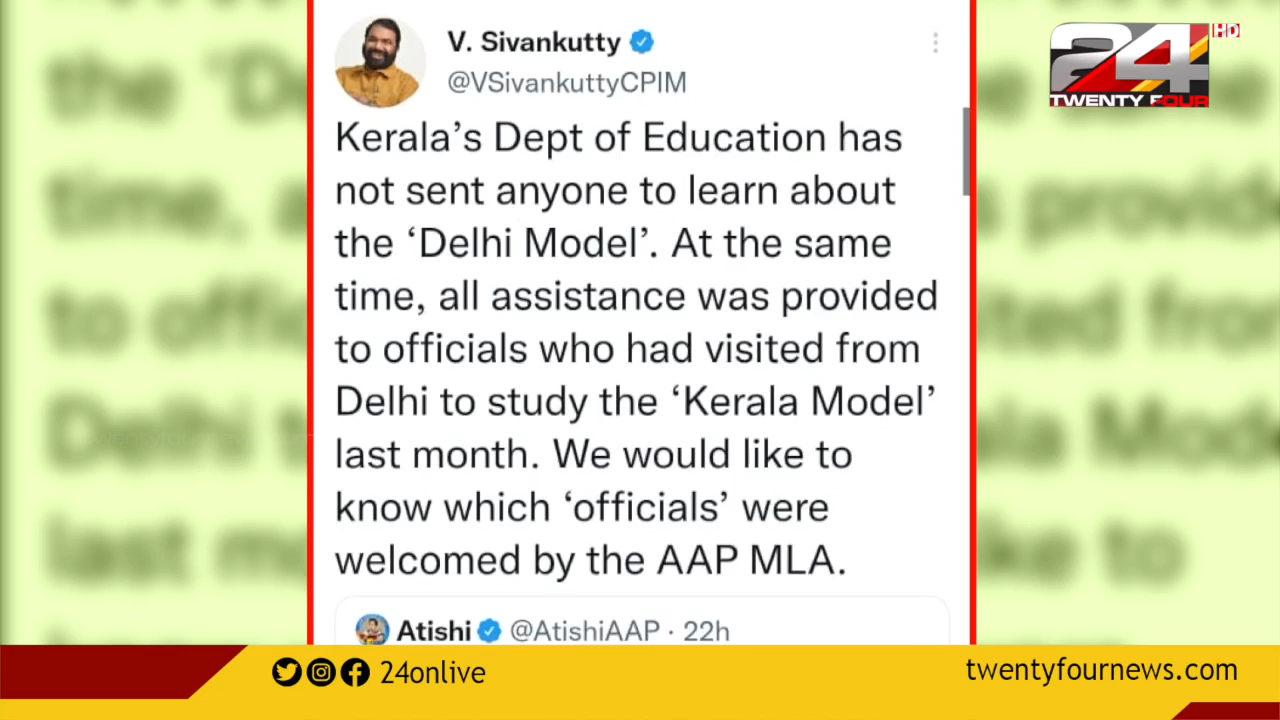 V. Sivankutty
@VSivankuttyCPIM
24 HD
TWENTY FOUR
Kerala’s Dept of Education has
not sent anyone to learn about
the ‘Delhi Model’. At the same
time, all assistance was provided
to officials who had visited from
Delhi to study the ‘Kerala Model’
last month. We would like to
know which ‘officials’ were
welcomed by the AAP MLA.
Atishi @AtishiAAP · 22h
24onlive
twentyfournews.com